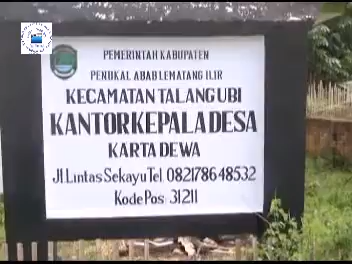 PEMERINTAH KABUPATEN
PENUKAL ABAB LEMATANG ILIR
KECAMATAN TALANG UBI
KANTOR KEPALA DESA
KARTA DEWA
Jl.Lintas Sekayu Tel. 082178648532
Kode Pos: 31211